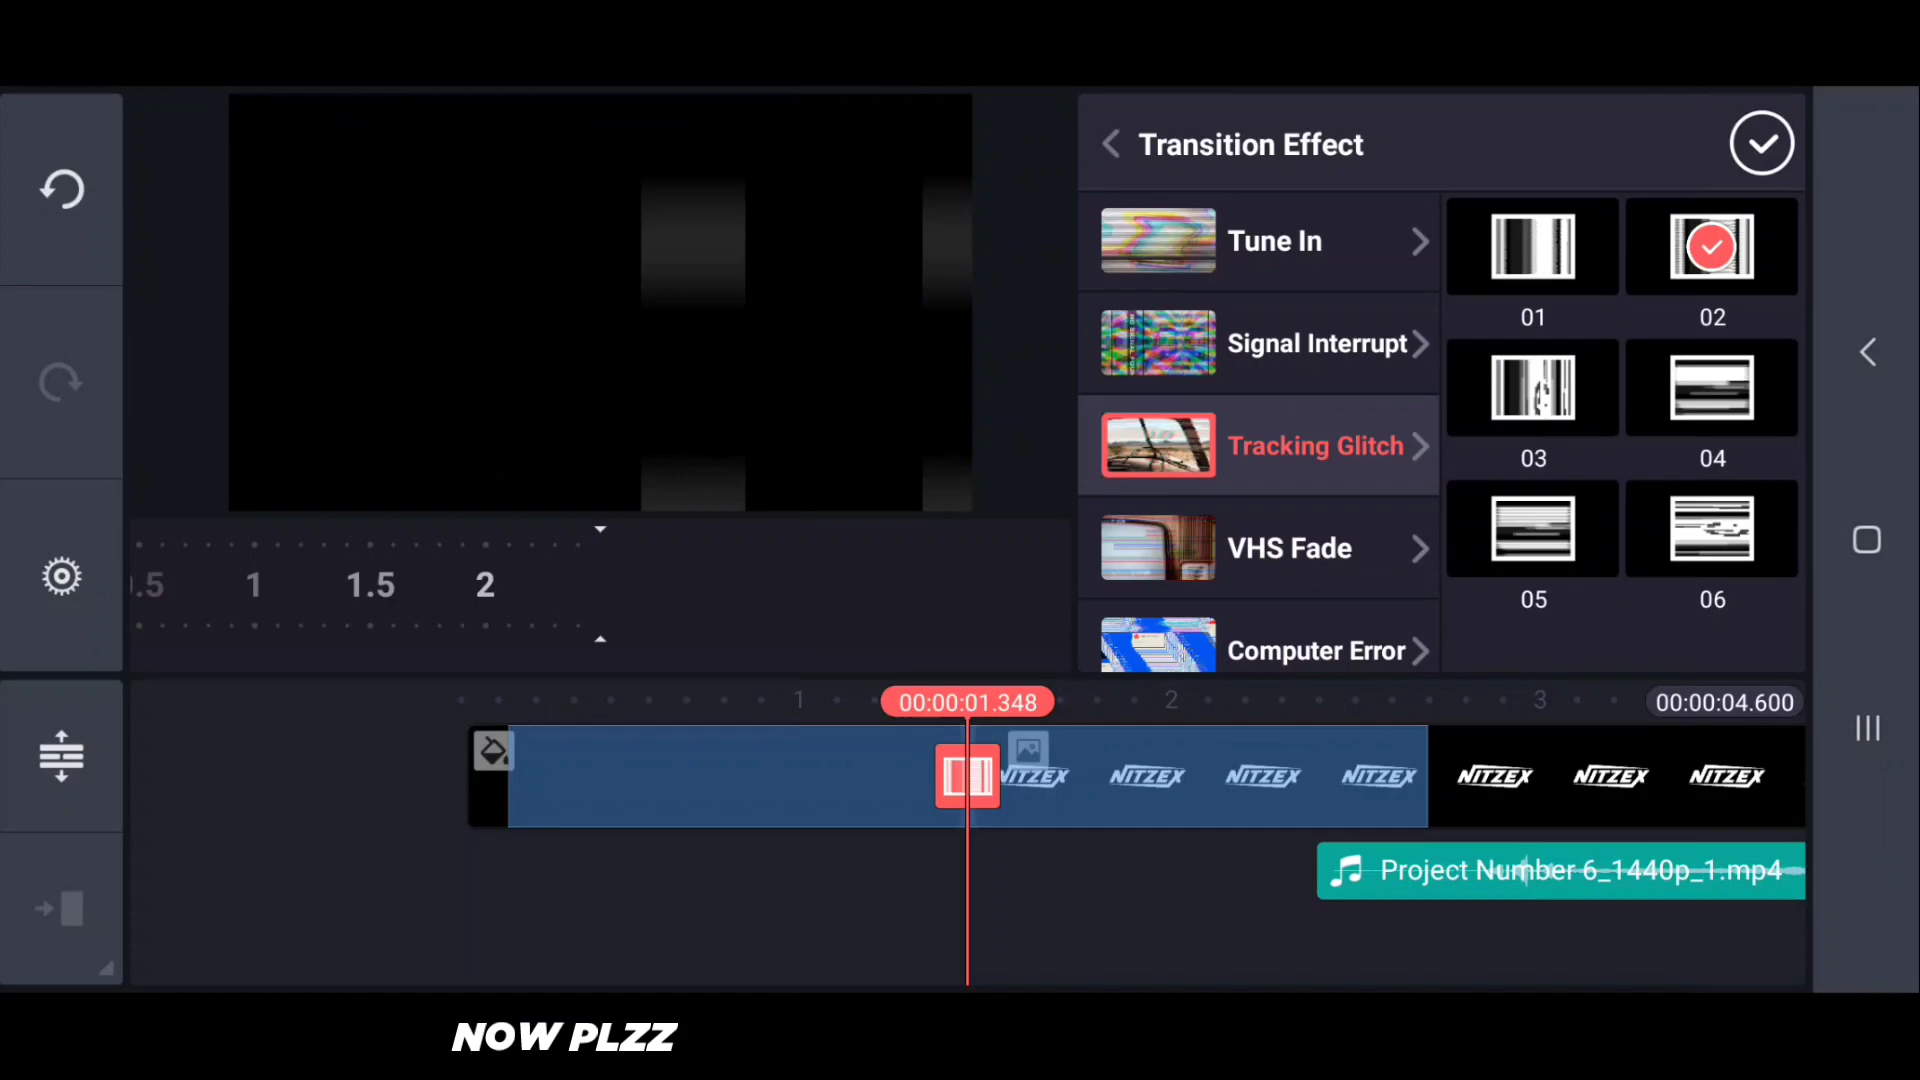 Transition Effect
Tune In
Signal Interrupt
Tracking Glitch
VHS Fade
Computer Error
01
02
03
04
05
06
.5
1
1.5
2
1
00:00:01.348
2
3
00:00:04.600
NITZEX
NITZEX
NITZEX
NITZEX
NITZEX
NITZEX
NITZEX
Project Number 6_1440p_1.mp4
NOW PLZZ